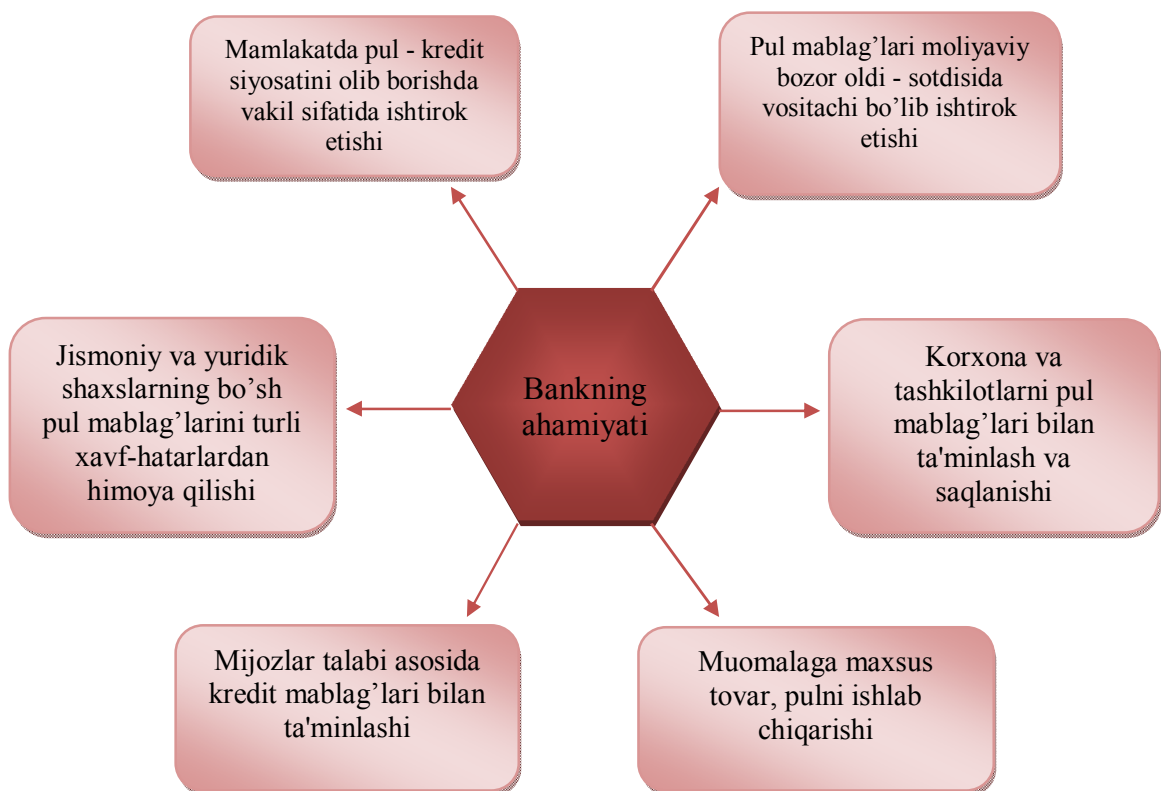 Mamlakatda pul - kredit
siyosatini olib borishda
vakil sifatida ishtirok
etishi
Pul mablag’lari moliyaviy
bozor oldi - sotdisida
vositachi bo’lib ishtirok
etishi
Jismoniy va yuridik
shaxslarning bo’sh
pul mablag’larini turli
xavf-hatarlardan
himoya qilishi
Bankning
ahamiyati
Korxona va
tashkilotlarni pul
mablag’lari bilan
ta'minlash va
saqlanishi
Mijozlar talabi asosida
kredit mablag’lari bilan
ta'minlashi
Muomalaga maxsus
tovar, pulni ishlab
chiqarishi